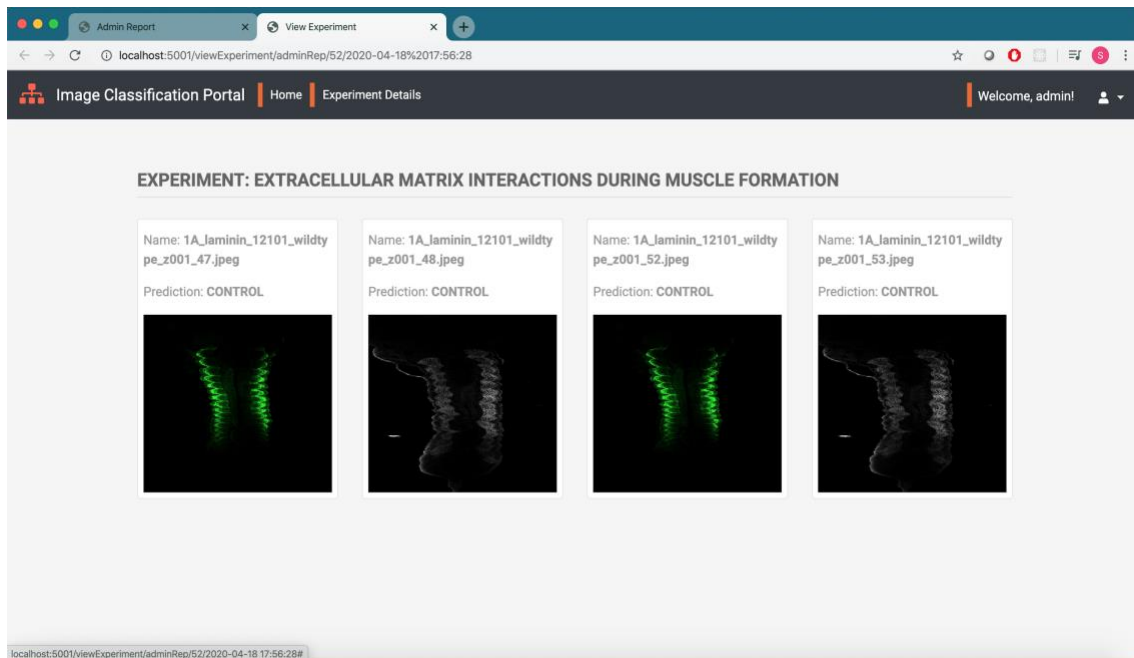 Admin Report
View Experiment
localhost:5001/viewExperiment/adminRep/52/2020-04-18%2017:56:28
S
Image Classification Portal Home Experiment Details Welcome, admin!
EXPERIMENT: EXTRACELLULAR MATRIX INTERACTIONS DURING MUSCLE FORMATION
Name: 1A_laminin_12101_wildty
pe_z001_47.jpeg
Prediction: CONTROL
Name: 1A_laminin_12101_wildty
pe_z001_48.jpeg
Prediction: CONTROL
Name: 1A_laminin_12101_wildty
pe_z001_52.jpeg
Prediction: CONTROL
Name: 1A_laminin_12101_wildty
pe_z001_53.jpeg
Prediction: CONTROL
localhost:5001/viewExperiment/adminRep/52/2020-04-18 17:56:28#